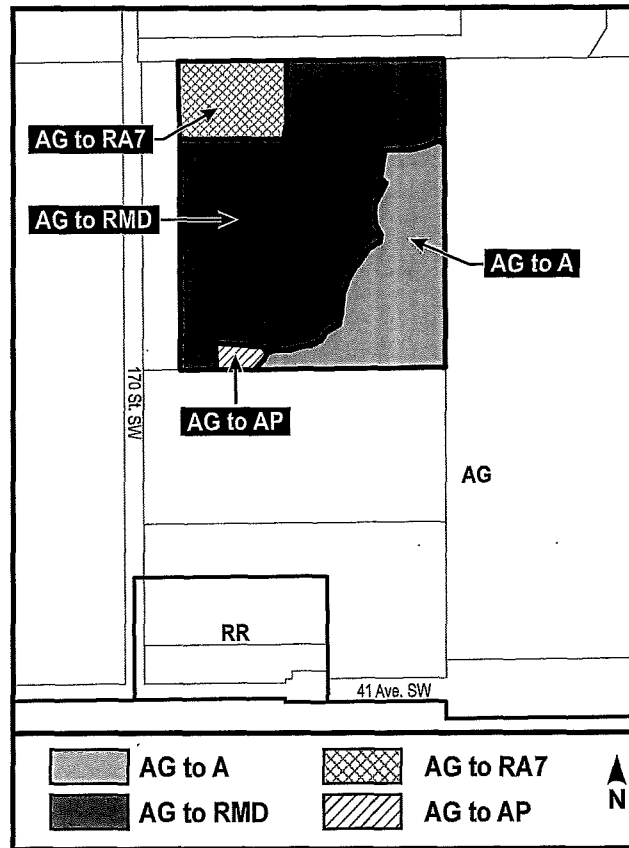 AG to RA7
AG to RMD
AG to A
AG to AP
170 St. SW
AG
RR
41 Ave. SW
AG to A
AG to RA7
AG to RMD
AG to AP
N